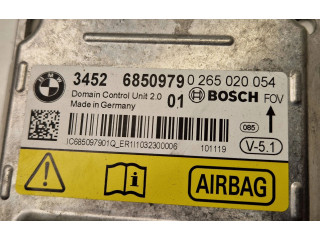 BMW
3452 6850979 0 265 020 054
Domain Control Unit 2.0 01 BOSCH FOV
Made in Germany
085
V-5.1
IC685097901Q_ER1I1032300006 101119
AIRBAG